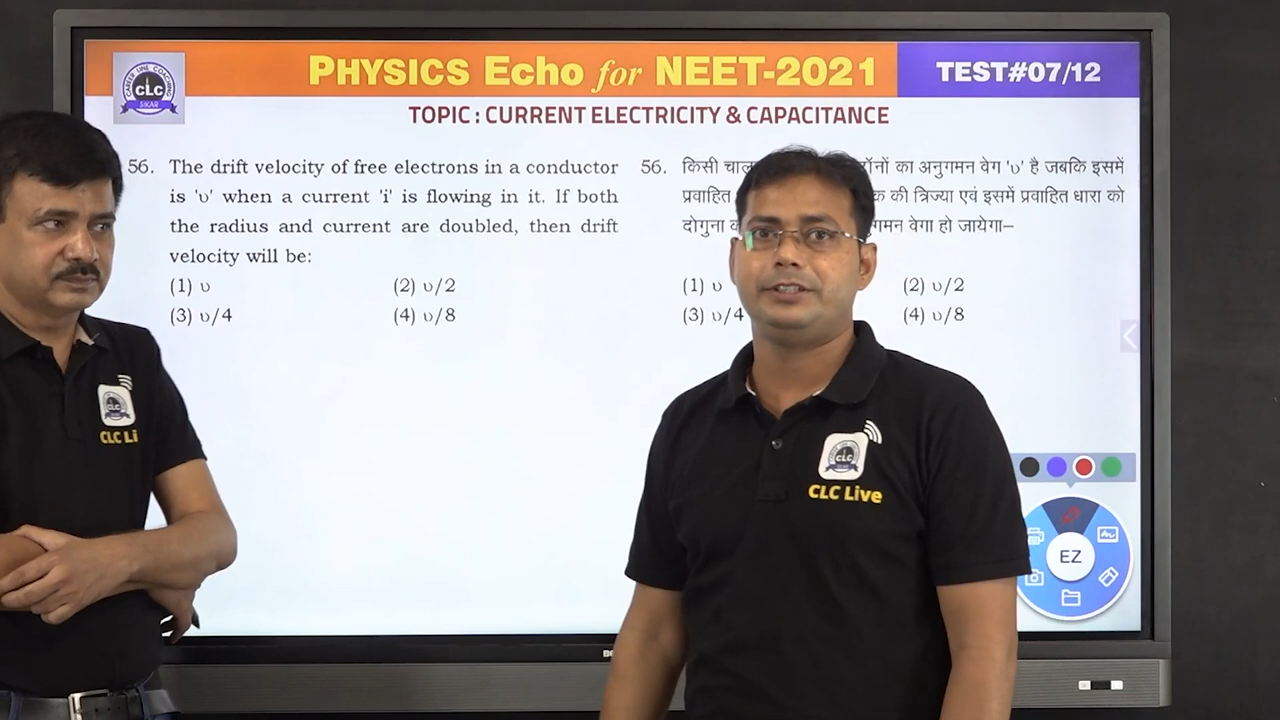 PHYSICS Echo for NEET-2021
TEST#07/12
CLC
SIKAR
TOPIC : CURRENT ELECTRICITY & CAPACITANCE
56. The drift velocity of free electrons in a conductor
is 'υ' when a current 'i' is flowing in it. If both
the radius and current are doubled, then drift
velocity will be:
(1) υ (2) υ/2
(3) υ/4 (4) υ/8
56. किसी का अनुगमन वेग 'υ' है जबकि इसमें
प्रवाहित की त्रिज्या एवं इसमें प्रवाहित धारा को
दोगुना वेगा हो जायेगा–
(1) υ (2) υ/2
(3) υ/4 (4) υ/8
EZ
CLC
CLC Li
CLC
CLC Live